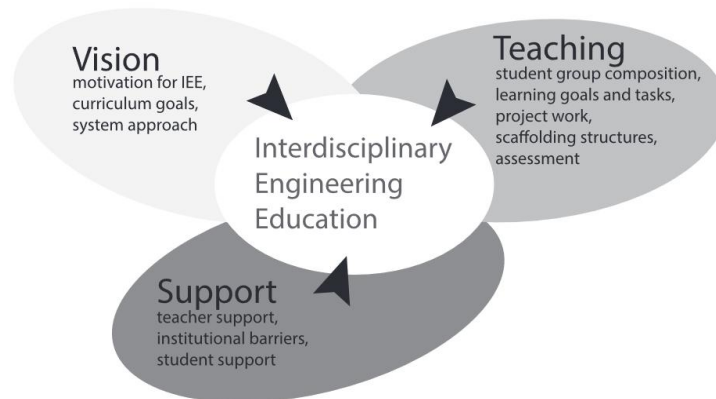 Vision
motivation for IEE,
curriculum goals,
system approach
Teaching
student group composition,
learning goals and tasks,
project work,
scaffolding structures,
assessment
Interdisciplinary
Engineering
Education
Support
teacher support,
institutional barriers,
student support